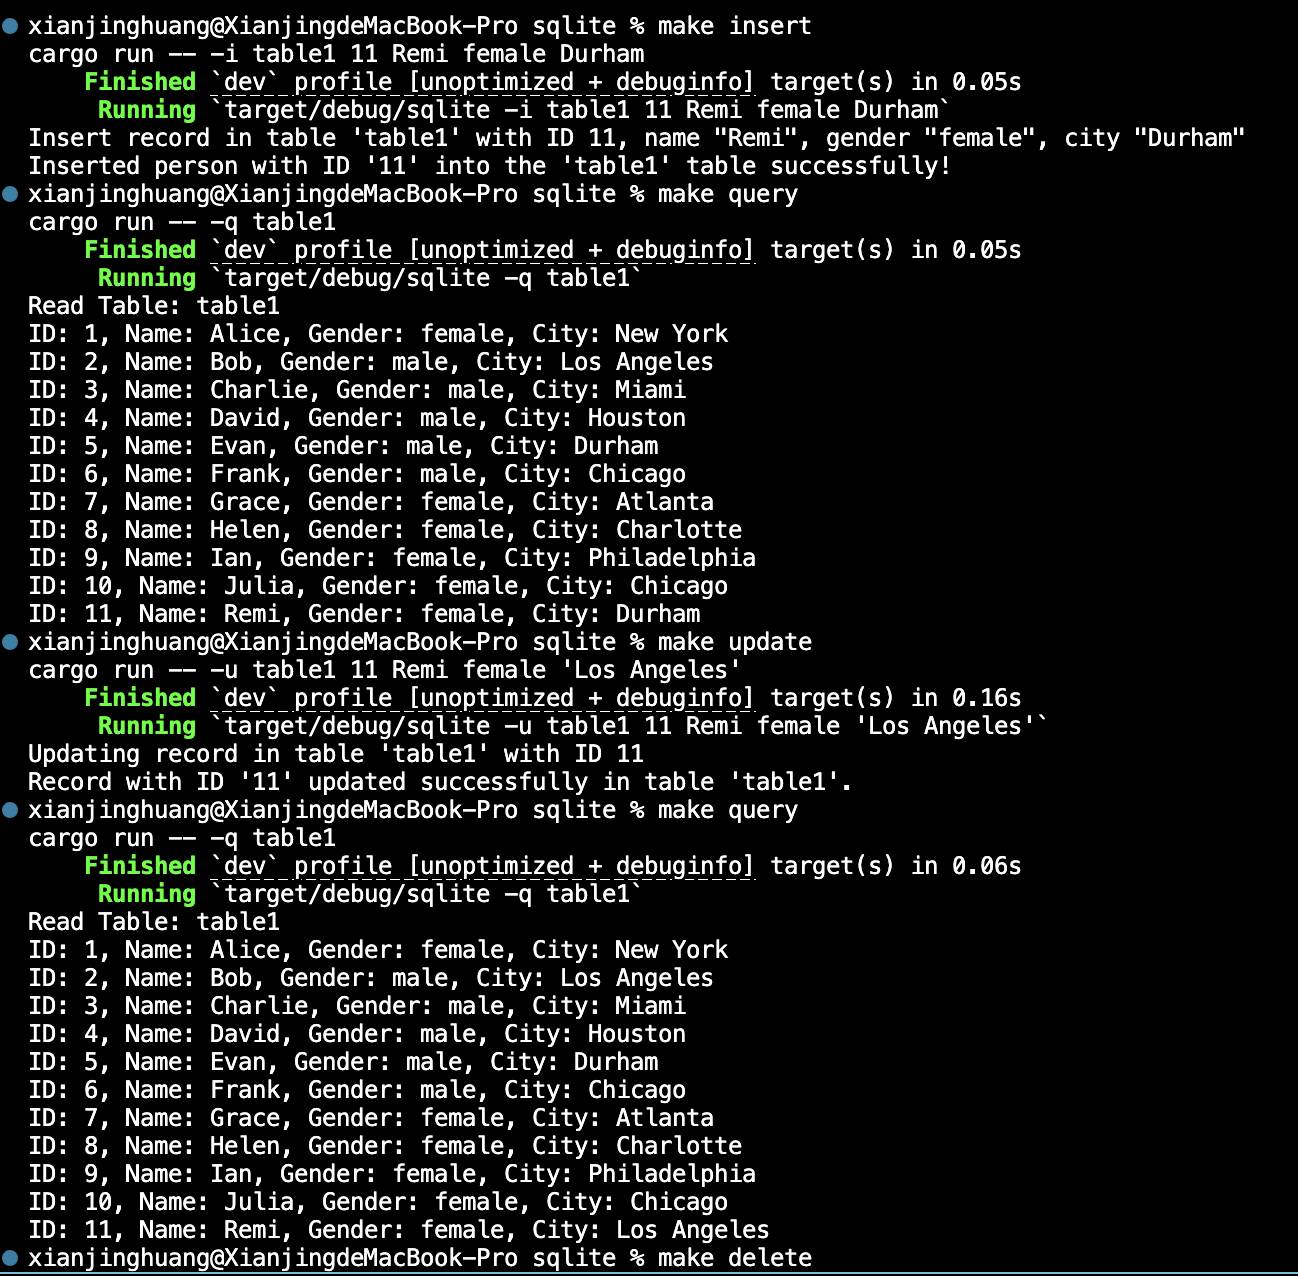 xianjinghuang@XianjingdeMacBook-Pro sqlite % make insert
cargo run -- -i table1 11 Remi female Durham
    Finished `dev` profile [unoptimized + debuginfo] target(s) in 0.05s
     Running `target/debug/sqlite -i table1 11 Remi female Durham`
Insert record in table 'table1' with ID 11, name "Remi", gender "female", city "Durham"
Inserted person with ID '11' into the 'table1' table successfully!
xianjinghuang@XianjingdeMacBook-Pro sqlite % make query
cargo run -- -q table1
    Finished `dev` profile [unoptimized + debuginfo] target(s) in 0.05s
     Running `target/debug/sqlite -q table1`
Read Table: table1
ID: 1, Name: Alice, Gender: female, City: New York
ID: 2, Name: Bob, Gender: male, City: Los Angeles
ID: 3, Name: Charlie, Gender: male, City: Miami
ID: 4, Name: David, Gender: male, City: Houston
ID: 5, Name: Evan, Gender: male, City: Durham
ID: 6, Name: Frank, Gender: male, City: Chicago
ID: 7, Name: Grace, Gender: female, City: Atlanta
ID: 8, Name: Helen, Gender: female, City: Charlotte
ID: 9, Name: Ian, Gender: female, City: Philadelphia
ID: 10, Name: Julia, Gender: female, City: Chicago
ID: 11, Name: Remi, Gender: female, City: Durham
xianjinghuang@XianjingdeMacBook-Pro sqlite % make update
cargo run -- -u table1 11 Remi female 'Los Angeles'
    Finished `dev` profile [unoptimized + debuginfo] target(s) in 0.16s
     Running `target/debug/sqlite -u table1 11 Remi female 'Los Angeles'`
Updating record in table 'table1' with ID 11
Record with ID '11' updated successfully in table 'table1'.
xianjinghuang@XianjingdeMacBook-Pro sqlite % make query
cargo run -- -q table1
    Finished `dev` profile [unoptimized + debuginfo] target(s) in 0.06s
     Running `target/debug/sqlite -q table1`
Read Table: table1
ID: 1, Name: Alice, Gender: female, City: New York
ID: 2, Name: Bob, Gender: male, City: Los Angeles
ID: 3, Name: Charlie, Gender: male, City: Miami
ID: 4, Name: David, Gender: male, City: Houston
ID: 5, Name: Evan, Gender: male, City: Durham
ID: 6, Name: Frank, Gender: male, City: Chicago
ID: 7, Name: Grace, Gender: female, City: Atlanta
ID: 8, Name: Helen, Gender: female, City: Charlotte
ID: 9, Name: Ian, Gender: female, City: Philadelphia
ID: 10, Name: Julia, Gender: female, City: Chicago
ID: 11, Name: Remi, Gender: female, City: Los Angeles
xianjinghuang@XianjingdeMacBook-Pro sqlite % make delete